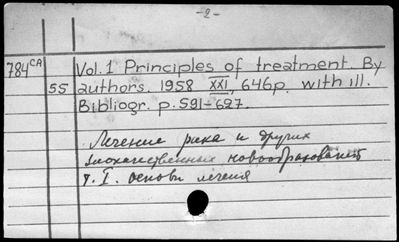 -2-
784CA Vol. 1 Principles of treatment. By
55 authors. 1958 XXI, 646p. with ill.
Bibliogr. p. 591-627.
Лечение рака и других
злокачественных новообразований
т. I. основы лечения